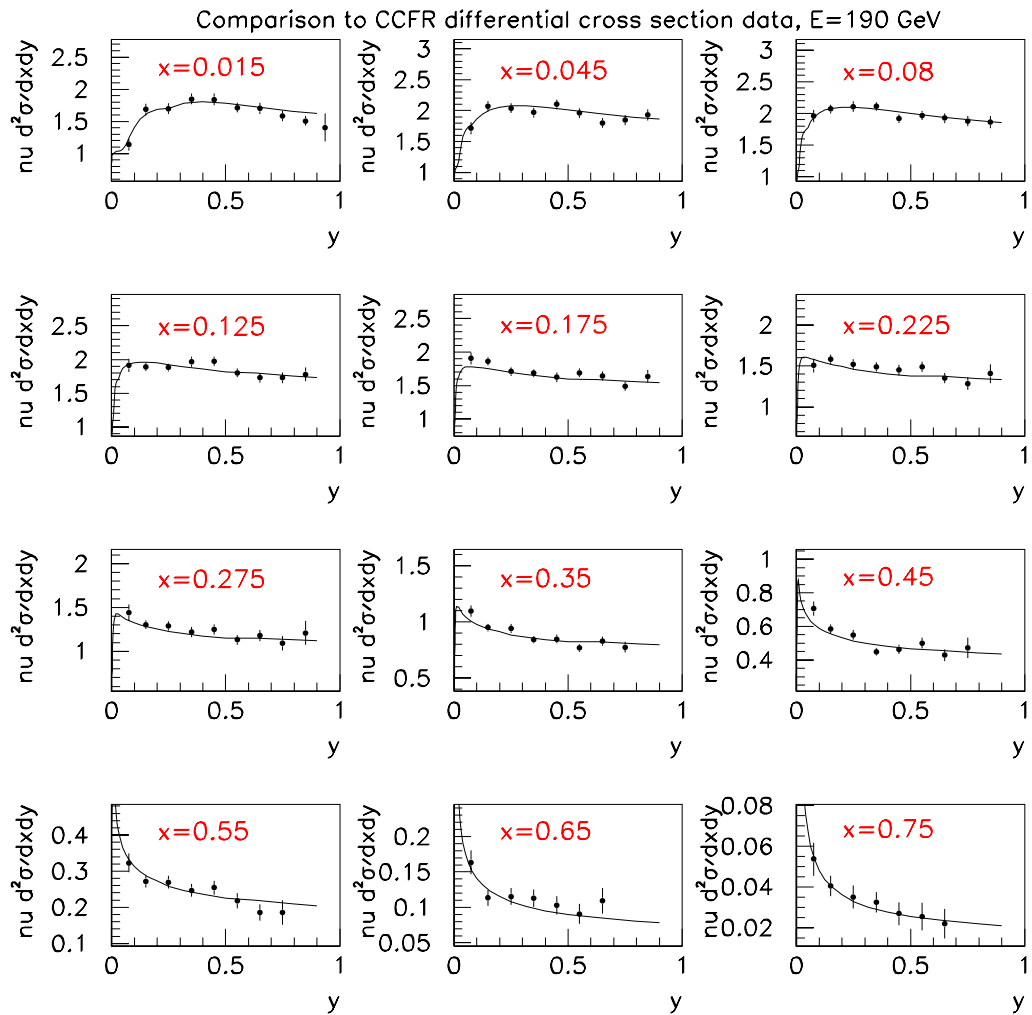 Comparison to CCFR differential cross section data, E=190 GeV
nu d²σ/dxdy
2.5
2
1.5
1
x=0.015
0 0.5 1
y
nu d²σ/dxdy
3
2.5
2
1.5
1
x=0.045
0 0.5 1
y
nu d²σ/dxdy
3
2.5
2
1.5
1
x=0.08
0 0.5 1
y
nu d²σ/dxdy
2.5
2
1.5
1
x=0.125
0 0.5 1
y
nu d²σ/dxdy
2.5
2
1.5
1
x=0.175
0 0.5 1
y
nu d²σ/dxdy
2
1.5
1
x=0.225
0 0.5 1
y
nu d²σ/dxdy
2
1.5
1
x=0.275
0 0.5 1
y
nu d²σ/dxdy
1.5
1
0.5
x=0.35
0 0.5 1
y
nu d²σ/dxdy
1
0.8
0.6
0.4
x=0.45
0 0.5 1
y
nu d²σ/dxdy
0.4
0.3
0.2
0.1
x=0.55
0 0.5 1
y
nu d²σ/dxdy
0.2
0.15
0.1
0.05
x=0.65
0 0.5 1
y
nu d²σ/dxdy
0.08
0.06
0.04
0.02
x=0.75
0 0.5 1
y